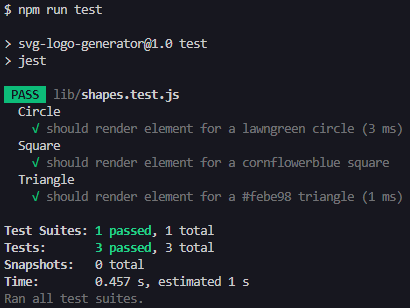 $ npm run test
> svg-logo-generator@1.0 test
> jest
PASS lib/shapes.test.js
Circle
√ should render element for a lawngreen circle (3 ms)
Square
√ should render element for a cornflowerblue square
Triangle
√ should render element for a #febe98 triangle (1 ms)
Test Suites: 1 passed, 1 total
Tests: 3 passed, 3 total
Snapshots: 0 total
Time: 0.457 s, estimated 1 s
Ran all test suites.